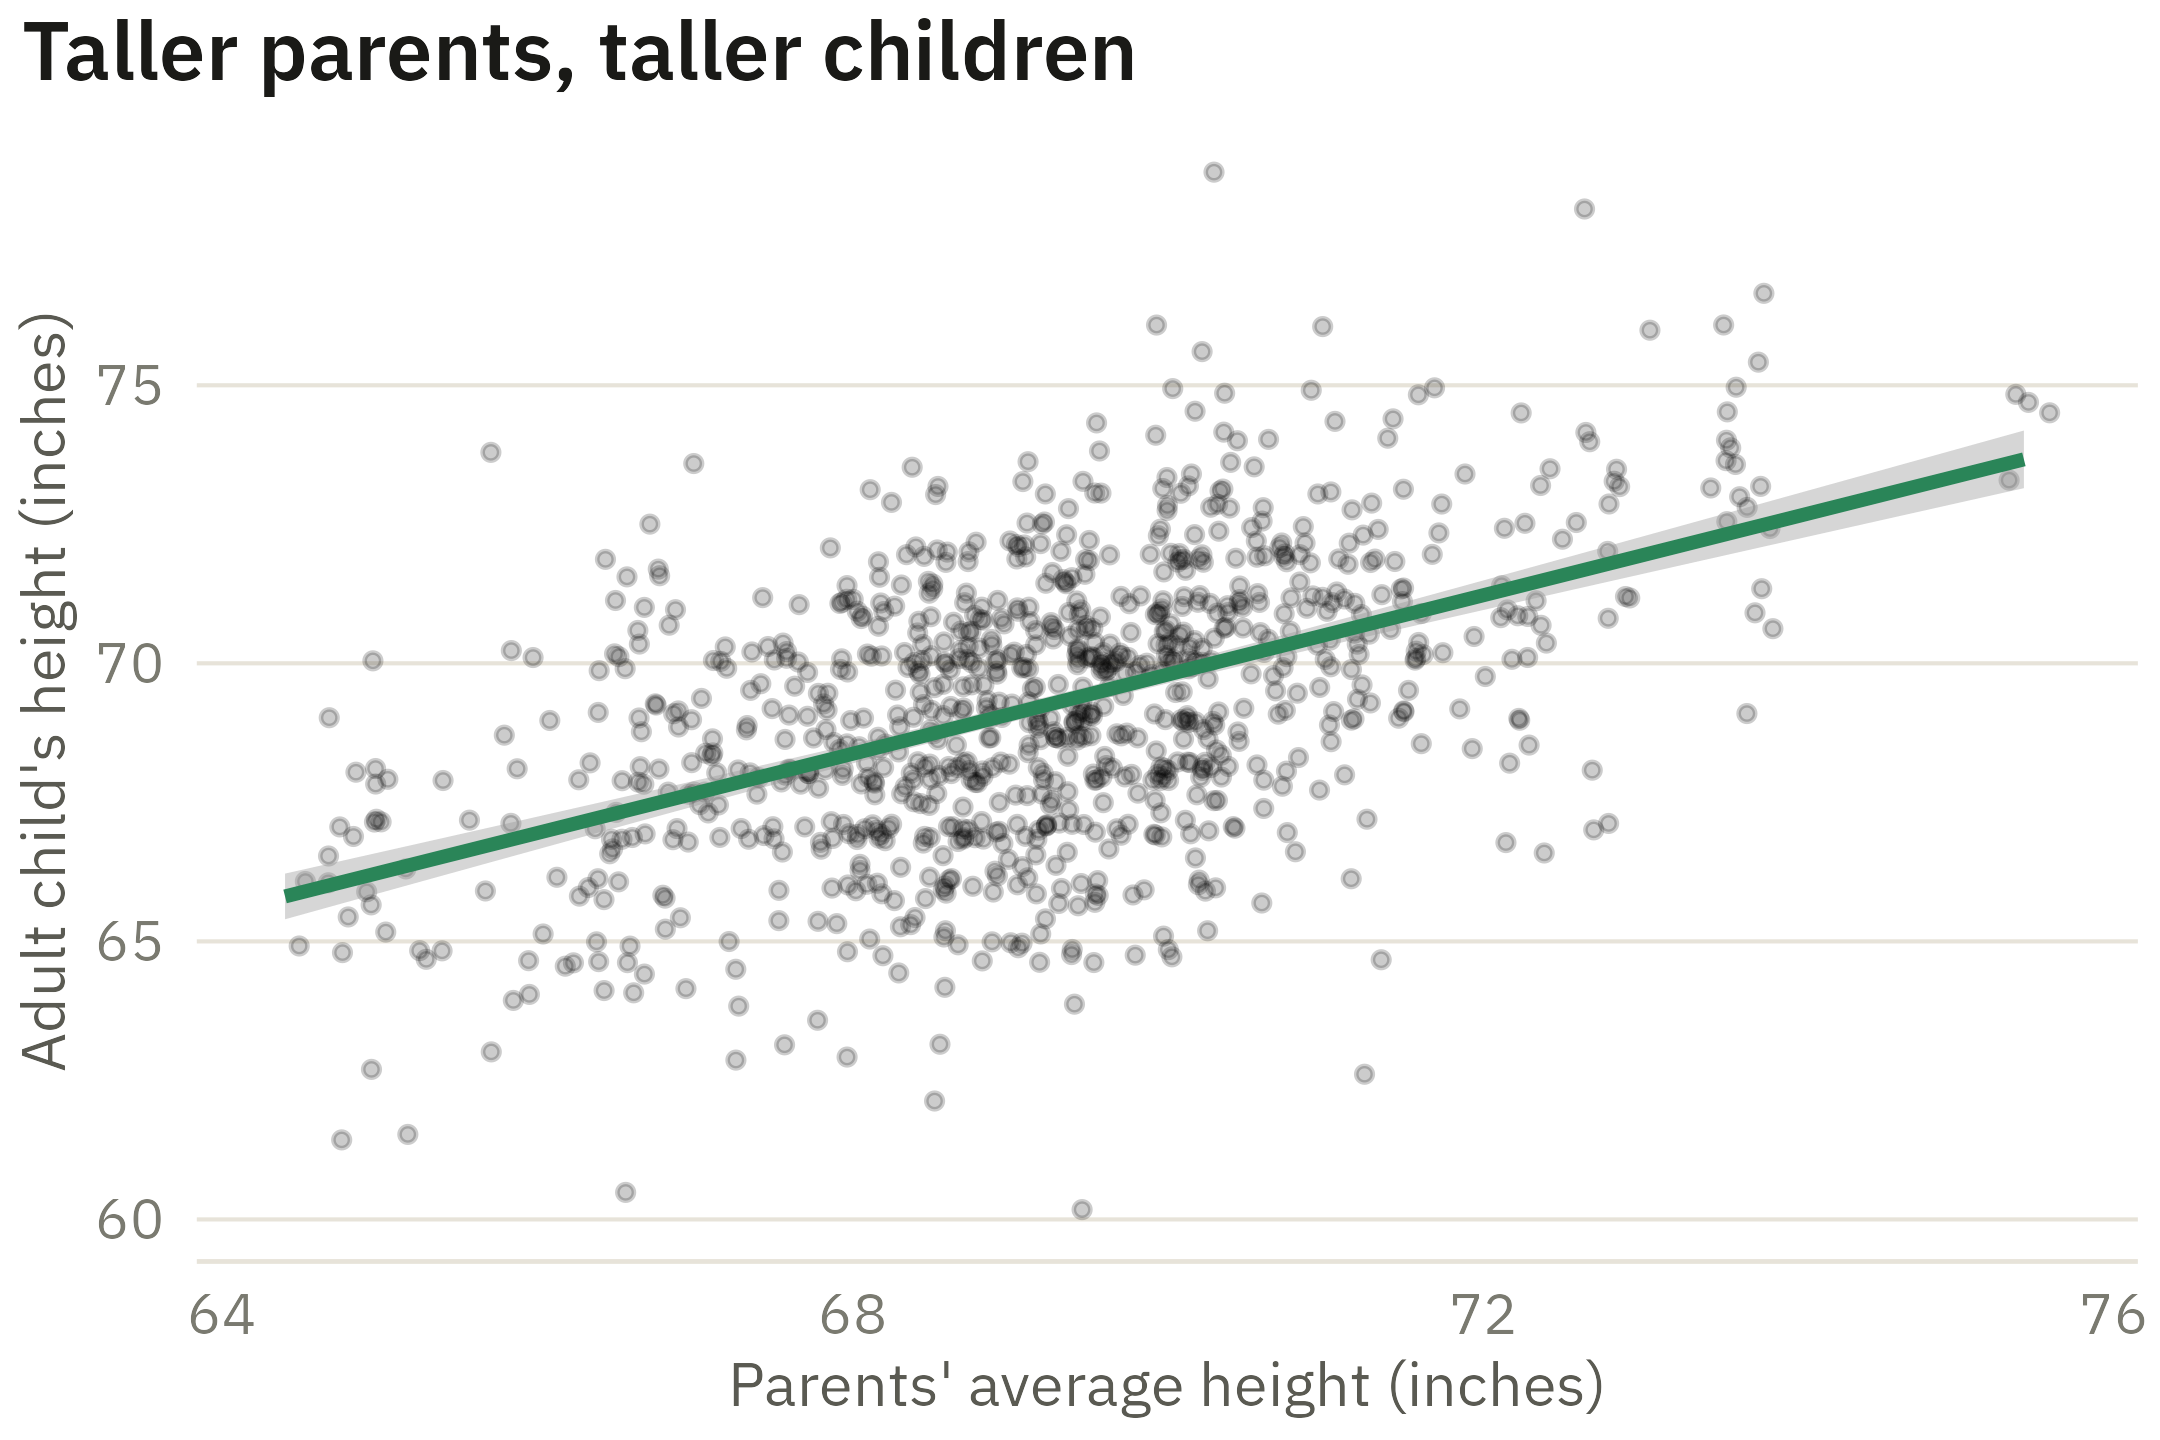 Taller parents, taller children
Adult child's height (inches)
75
70
65
60
64
68
72
76
Parents' average height (inches)